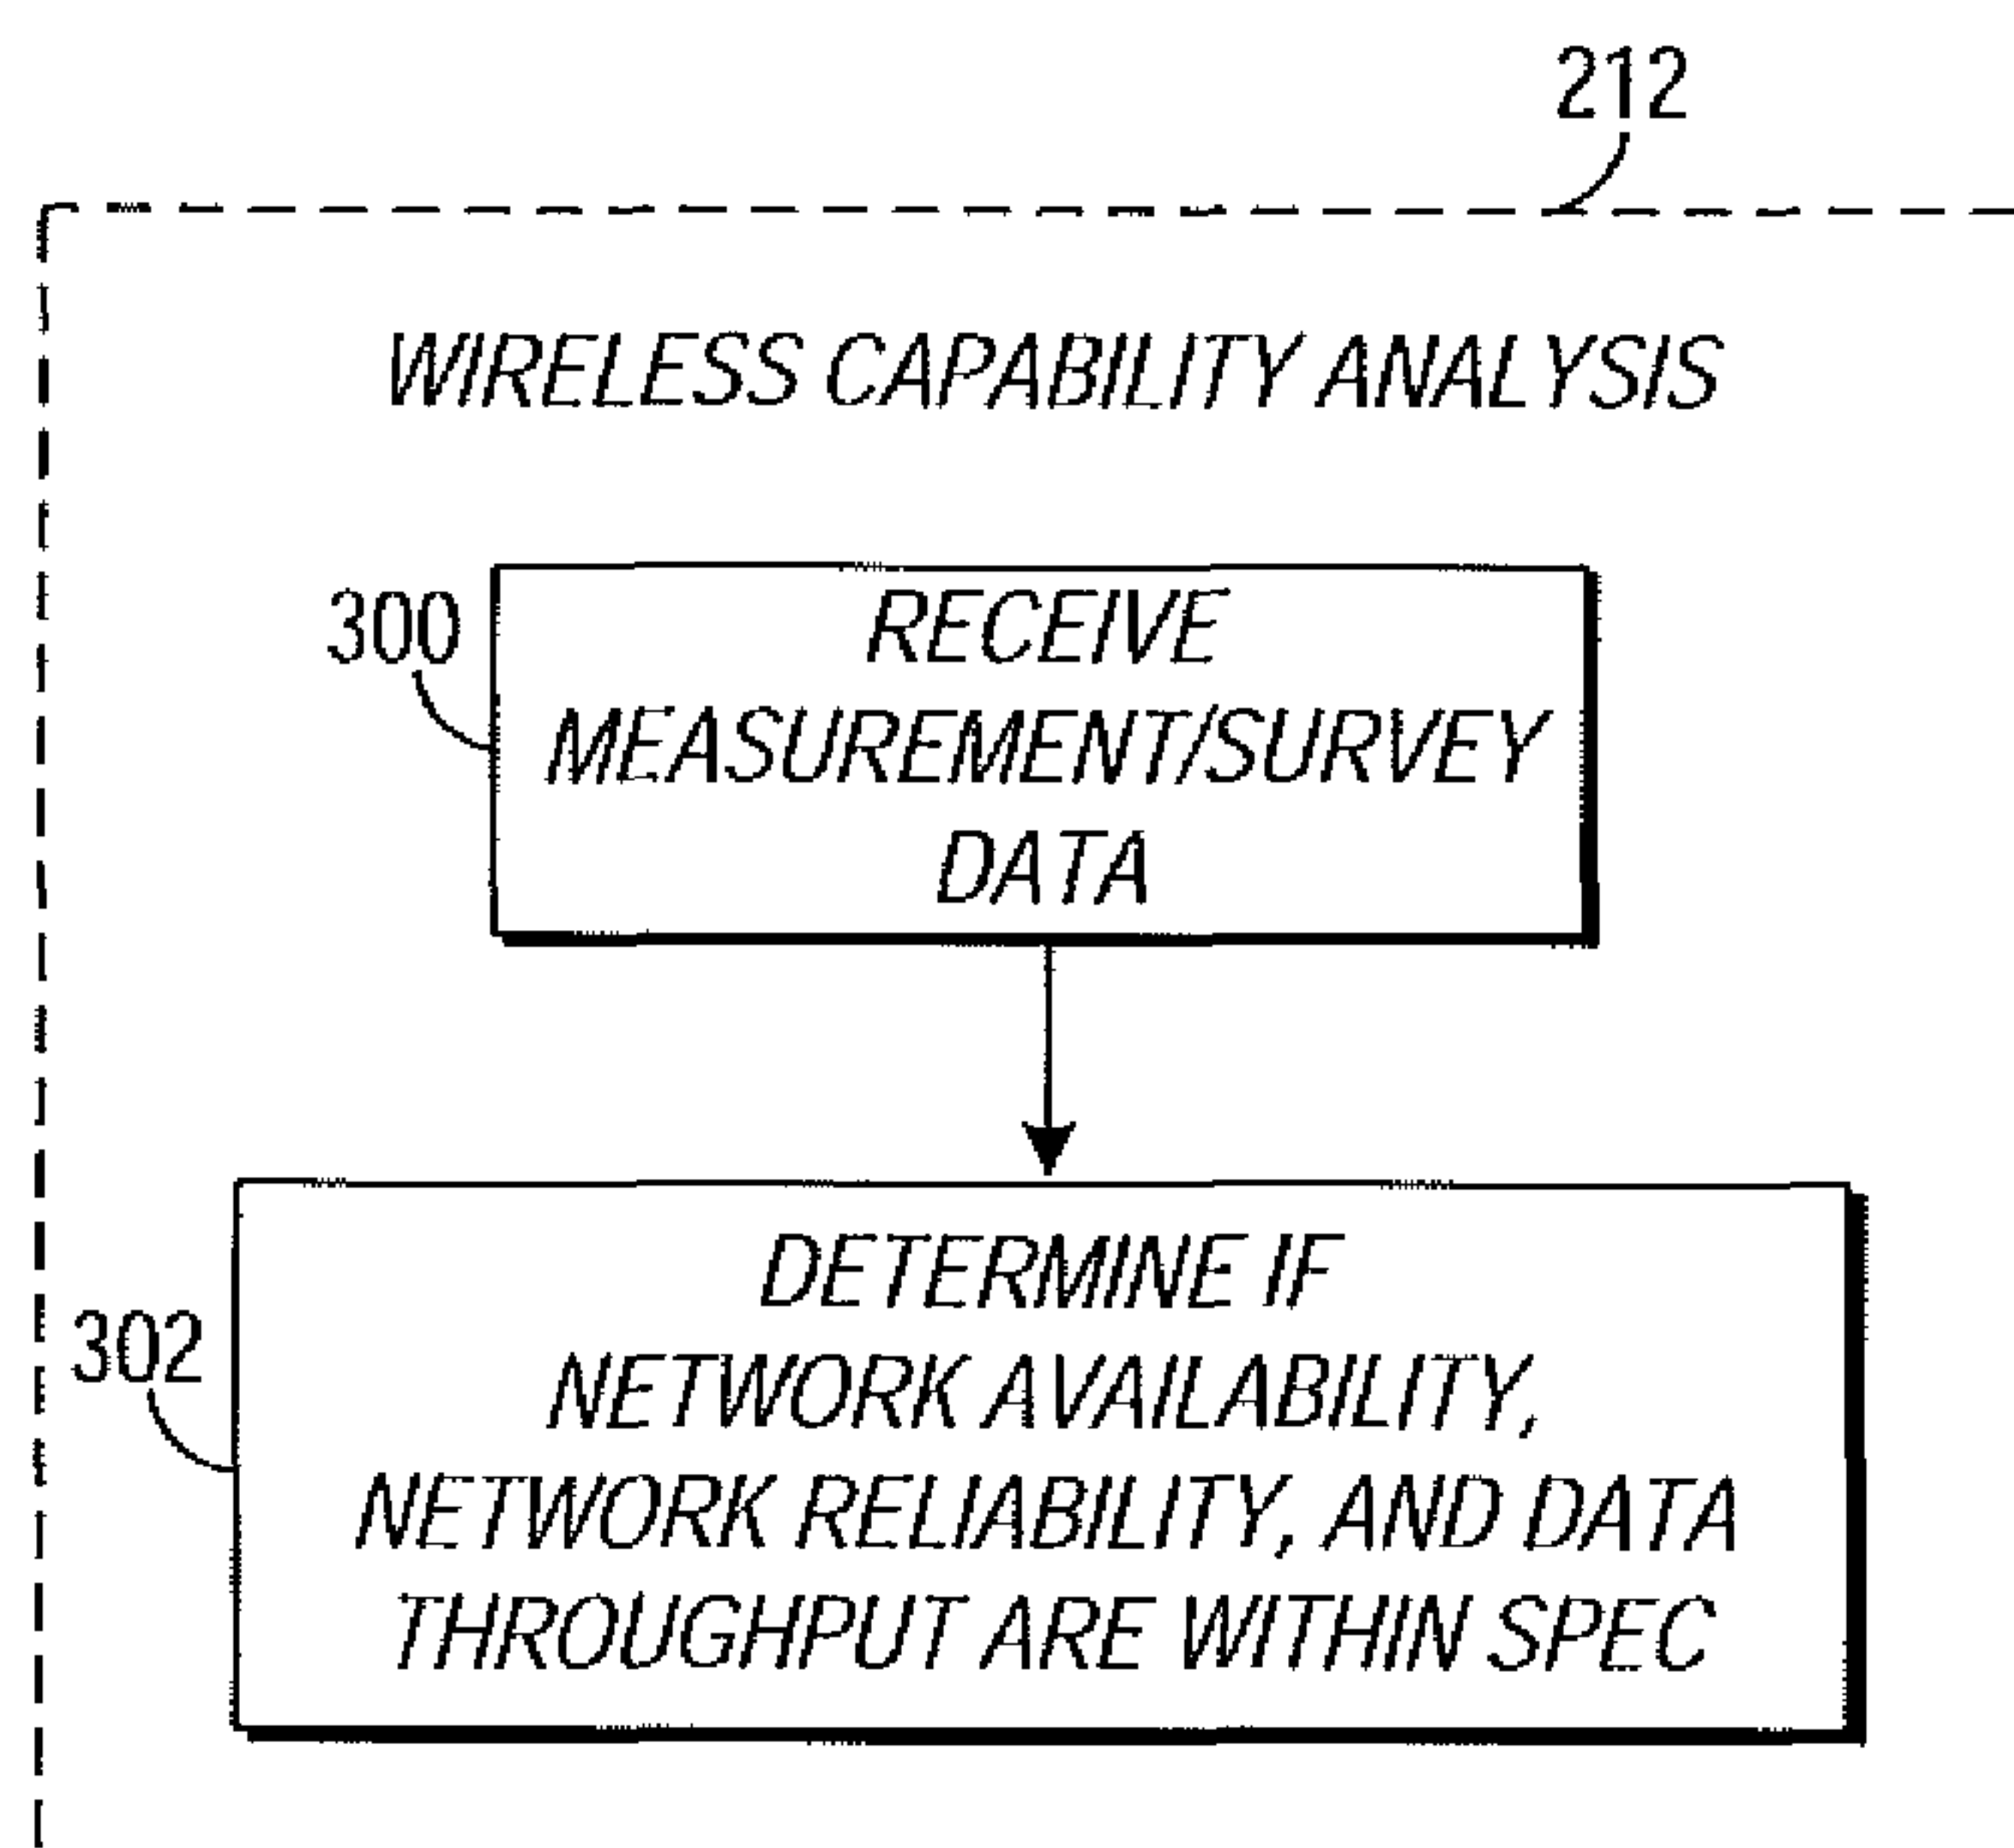 212
WIRELESS CAPABILITY ANALYSIS
300
RECEIVE
MEASUREMENT/SURVEY
DATA
302
DETERMINE IF
NETWORK AVAILABILITY,
NETWORK RELIABILITY, AND DATA
THROUGHPUT ARE WITHIN SPEC